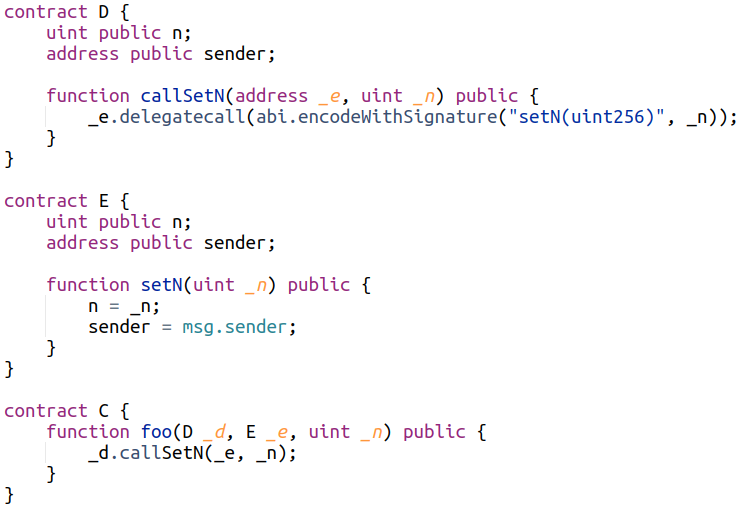 contract D {
    uint public n;
    address public sender;

    function callSetN(address _e, uint _n) public {
        _e.delegatecall(abi.encodeWithSignature("setN(uint256)", _n));
    }
}

contract E {
    uint public n;
    address public sender;

    function setN(uint _n) public {
        n = _n;
        sender = msg.sender;
    }
}

contract C {
    function foo(D _d, E _e, uint _n) public {
        _d.callSetN(_e, _n);
    }
}